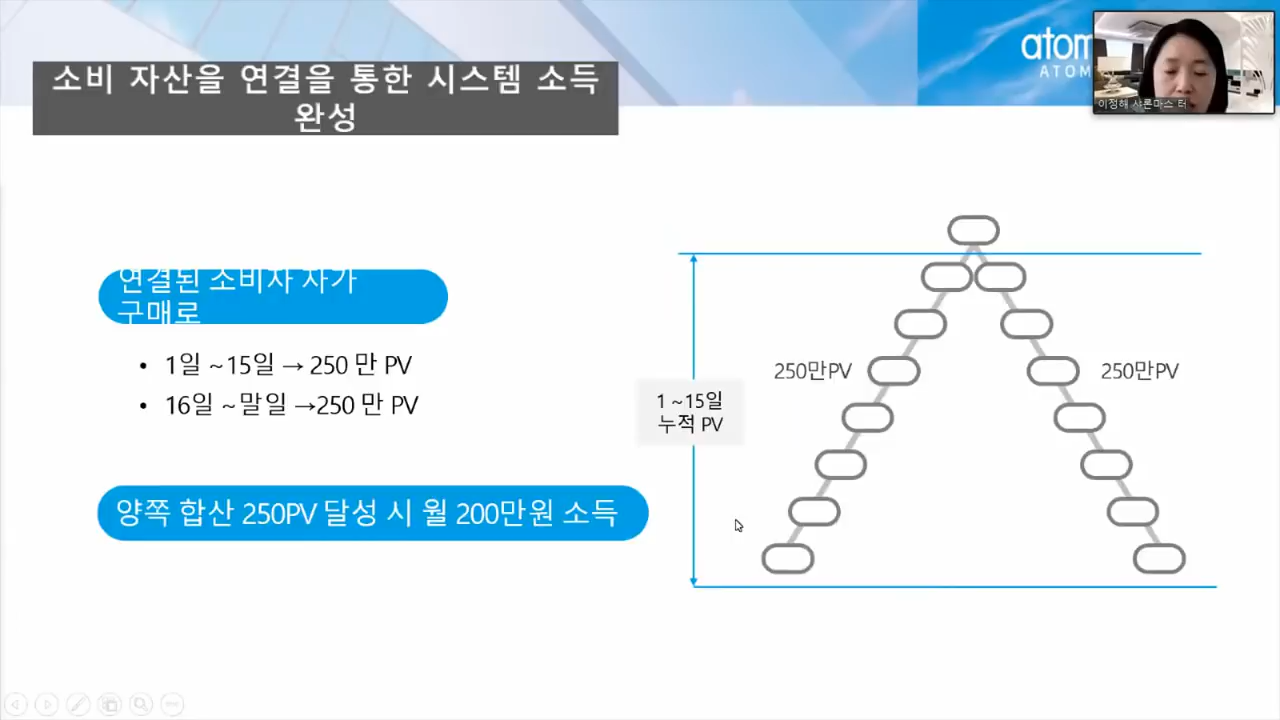 소비 자산을 연결을 통한 시스템 소득
완성
atom
ATOM
이정해 샤론마스 터
연결된 소비자 자가
구매로
• 1일 ~15일 → 250 만 PV
• 16일 ~말일 →250 만 PV
양쪽 합산 250PV 달성 시 월 200만원 소득
1 ~15일
누적 PV
250만PV
250만PV